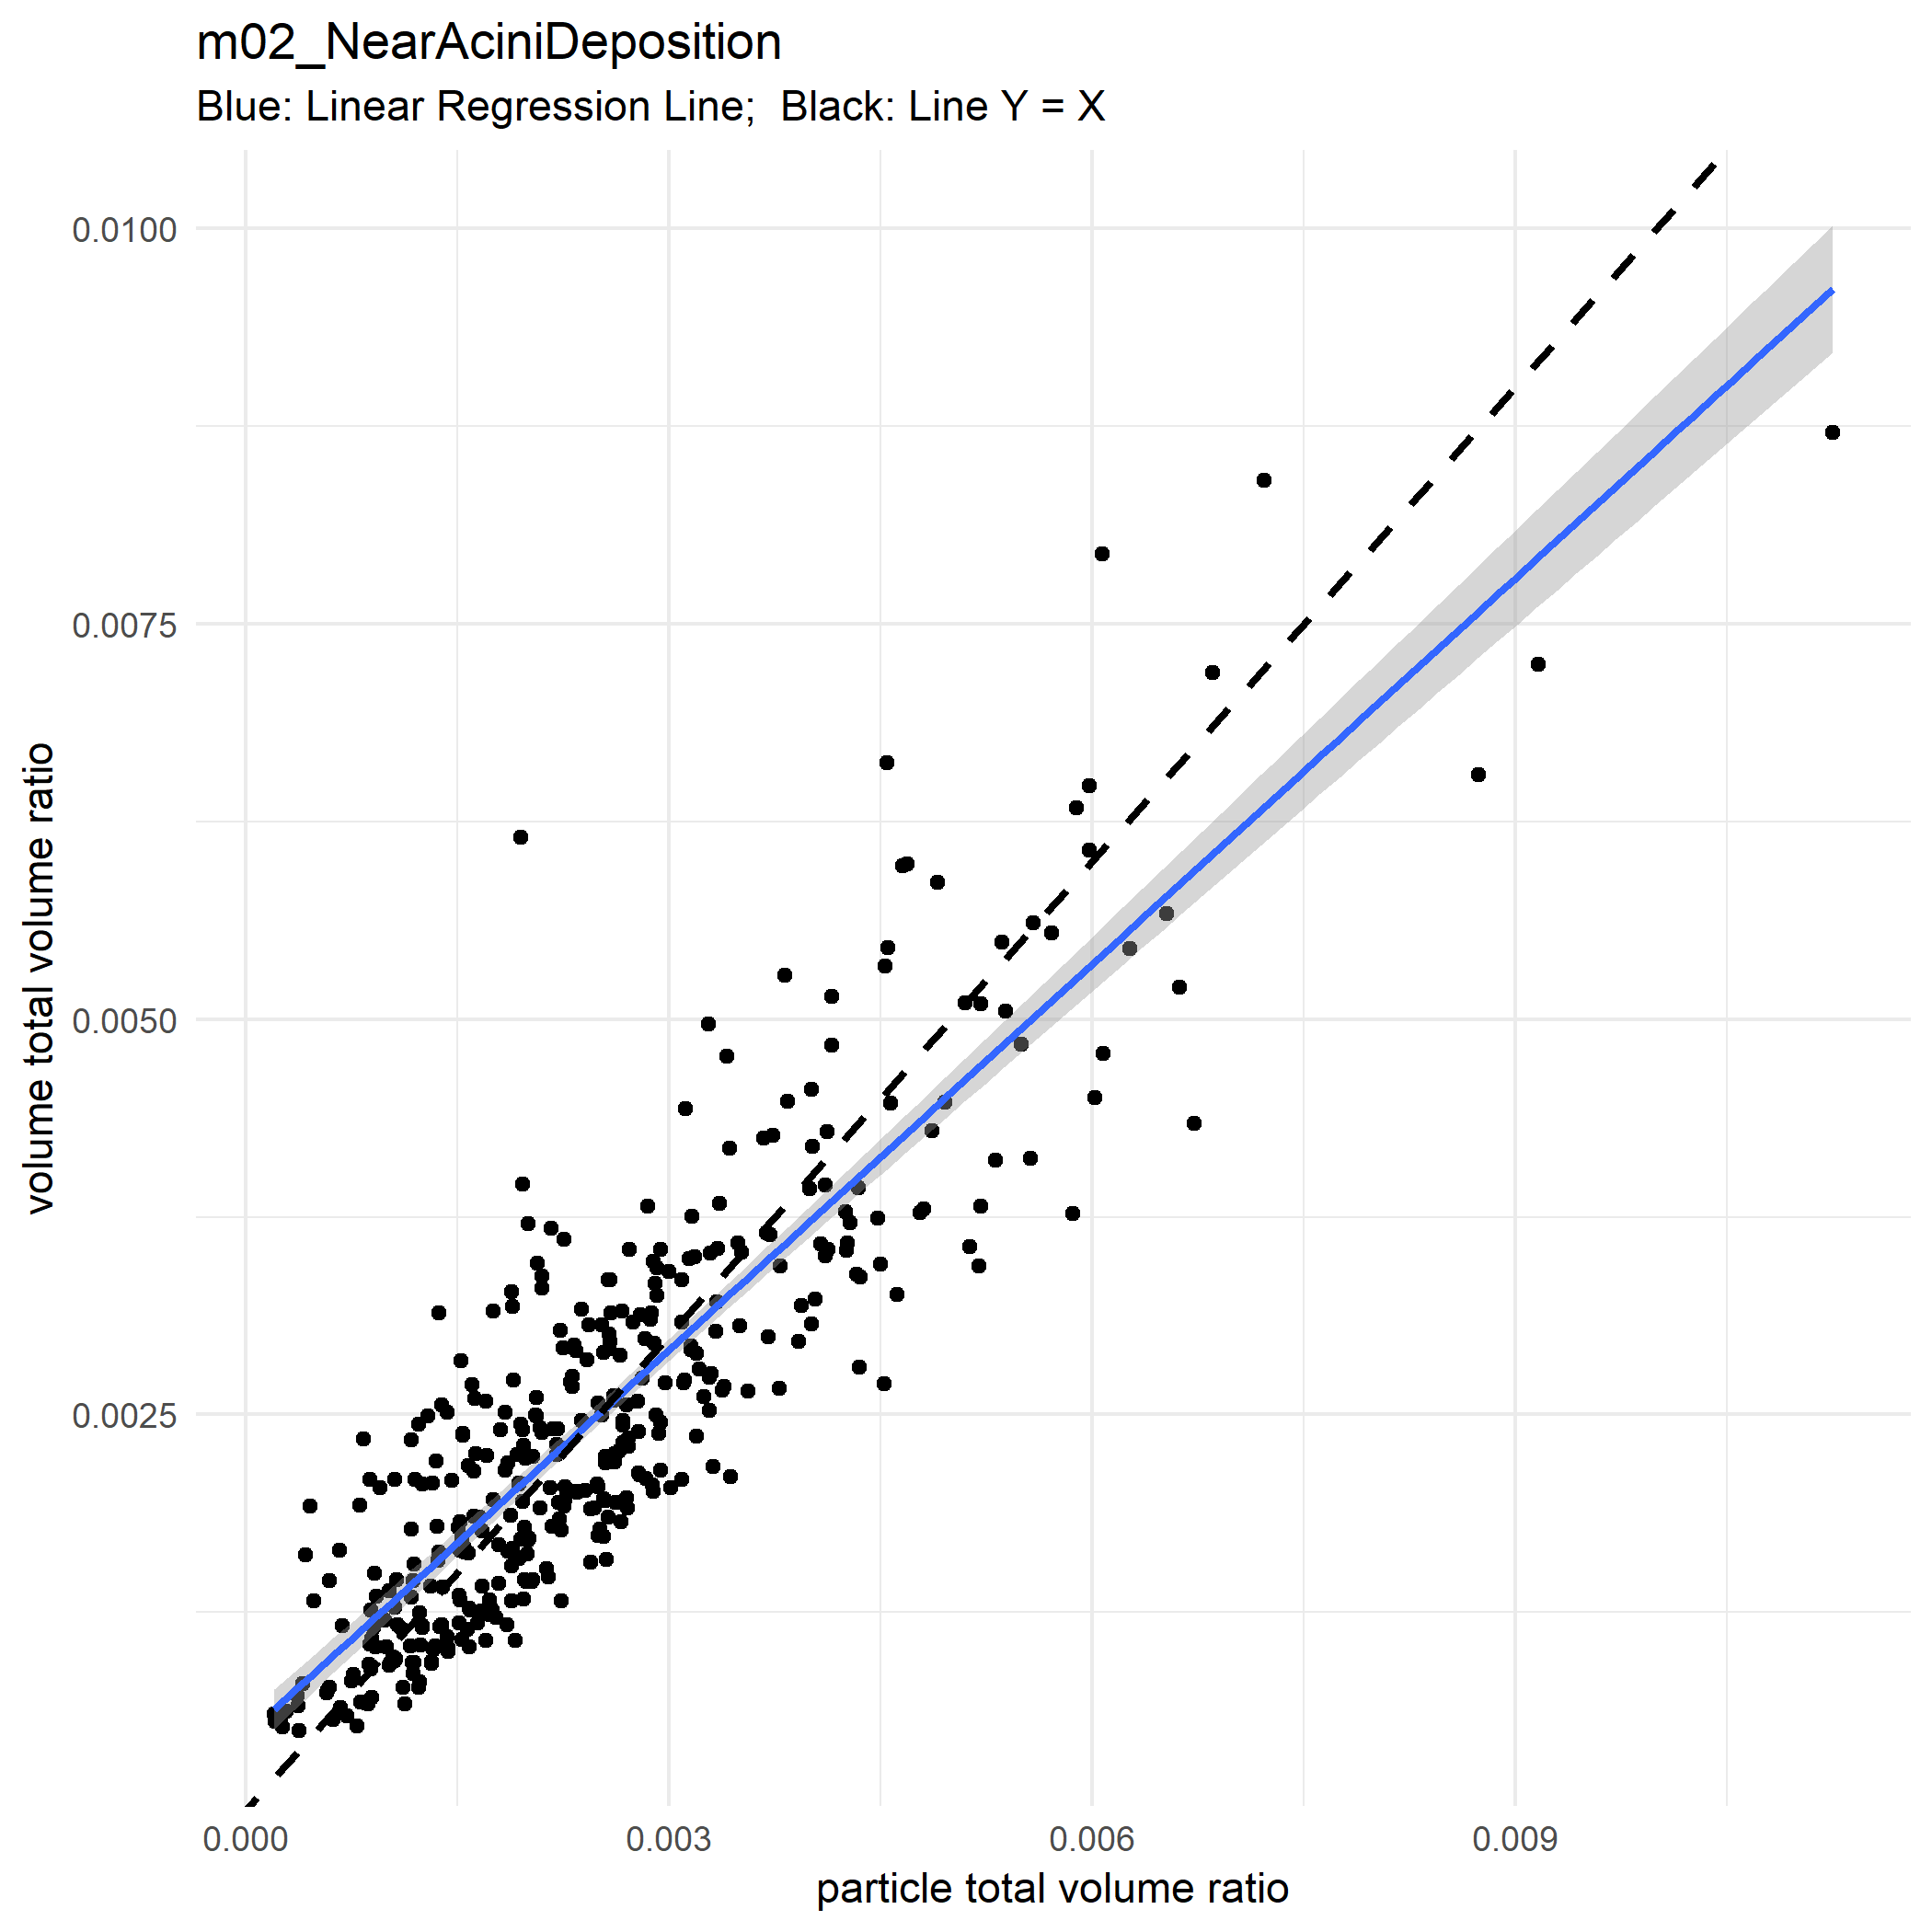 m02_NearAciniDeposition
Blue: Linear Regression Line;  Black: Line Y = X
0.0100
0.0075
0.0050
0.0025
volume total volume ratio
0.000
0.003
0.006
0.009
particle total volume ratio